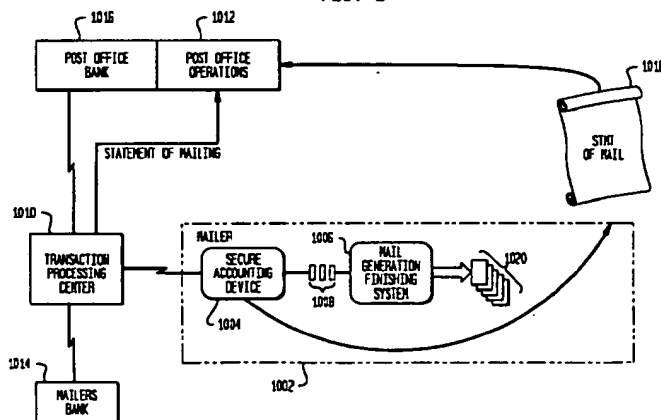 1016
1012
POST OFFICE
BANK
POST OFFICE
OPERATIONS
1018
STMT
OF MAIL
STATEMENT OF MAILING
1010
TRANSACTION
PROCESSING
CENTER
MAILER
SECURE
ACCOUNTING
DEVICE
1004
1008
1006
MAIL
GENERATION
FINISHING
SYSTEM
1020
1002
1014
MAILERS
BANK